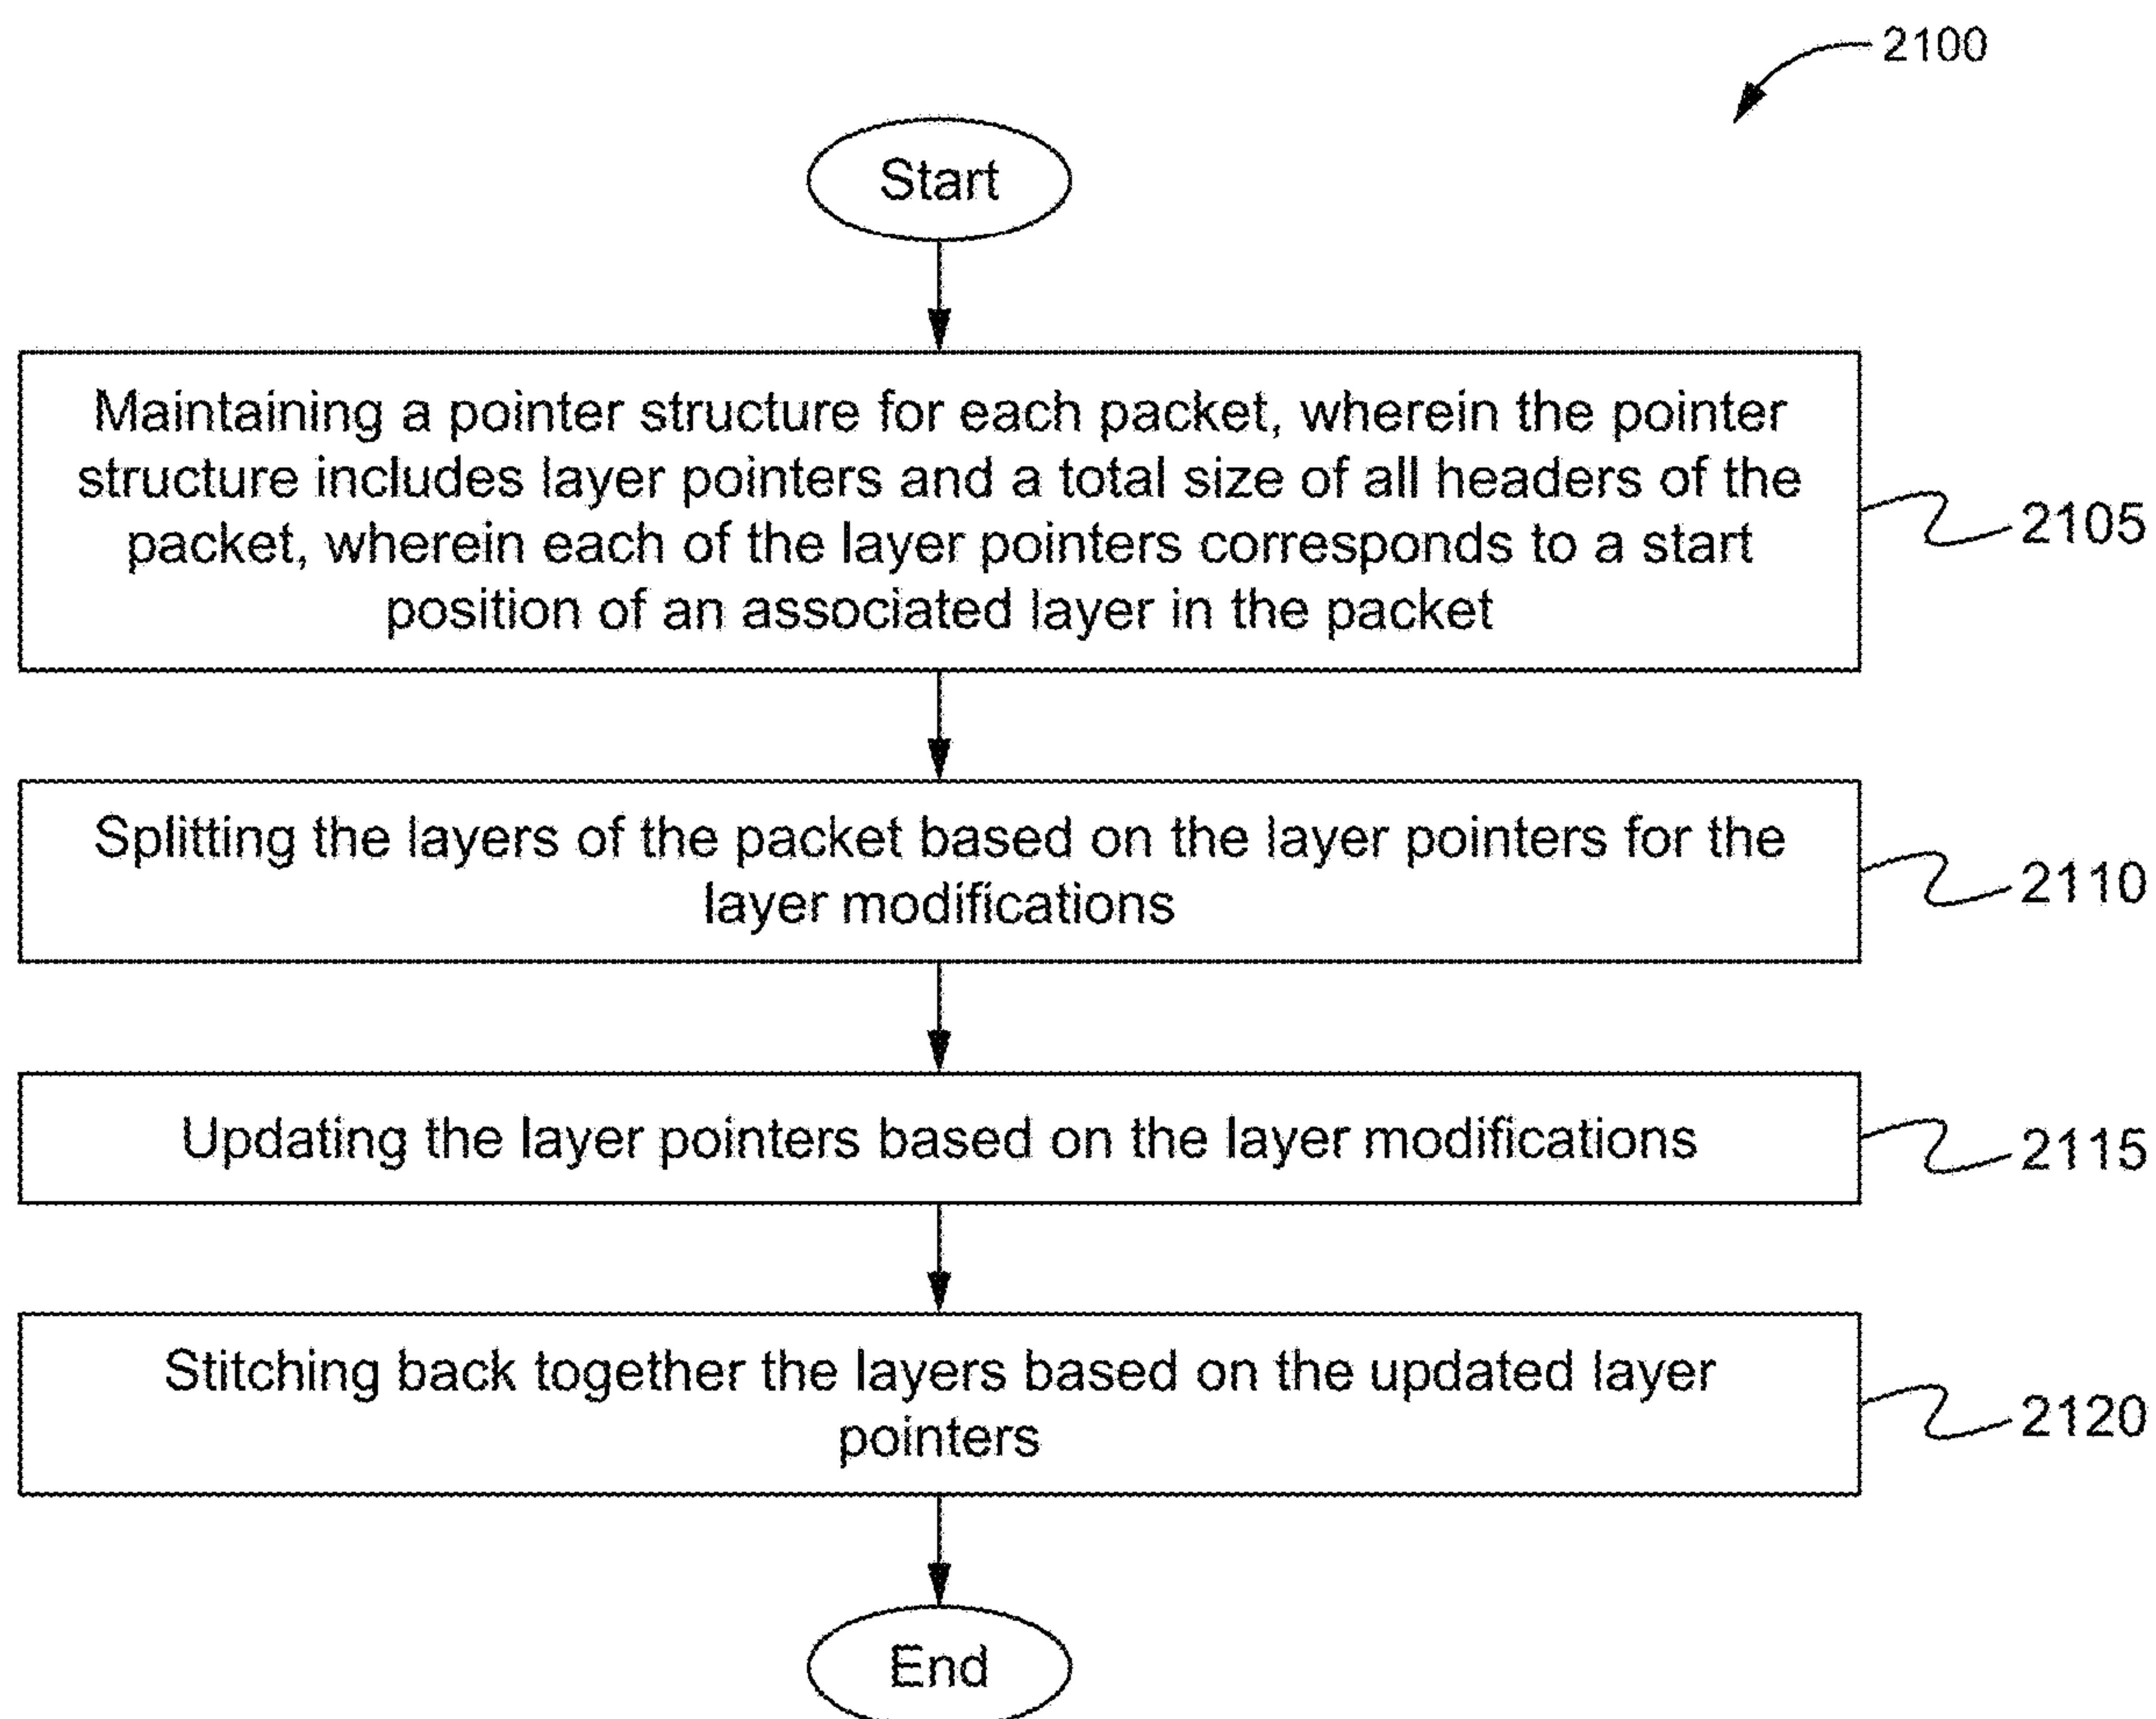 2100
Start
Maintaining a pointer structure for each packet, wherein the pointer
structure includes layer pointers and a total size of all headers of the
packet, wherein each of the layer pointers corresponds to a start
position of an associated layer in the packet
2105
Splitting the layers of the packet based on the layer pointers for the
layer modifications
2110
Updating the layer pointers based on the layer modifications
2115
Stitching back together the layers based on the updated layer
pointers
2120
End